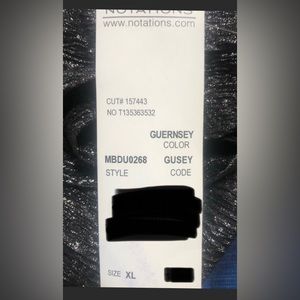 NOTATIONS
www.notations.com
CUT# 157443
NO T135363532
GUERNSEY
COLOR
MBDU0268 GUSEY
STYLE CODE
SIZE XL